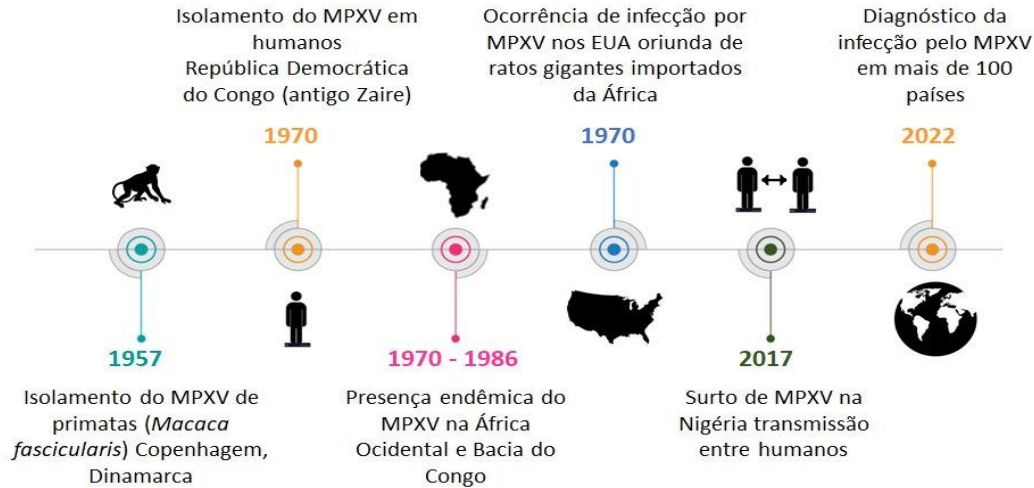 Isolamento do MPXV em
humanos
República Democrática
do Congo (antigo Zaire)
1970
Ocorrência de infecção por
MPXV nos EUA oriunda de
ratos gigantes importados
da África
1970
Diagnóstico da
infecção pelo MPXV
em mais de 100
países
2022
1957
Isolamento do MPXV de
primatas (Macaca
fascicularis) Copenhagem,
Dinamarca
1970 - 1986
Presença endêmica do
MPXV na África
Ocidental e Bacia do
Congo
2017
Surto de MPXV na
Nigéria transmissão
entre humanos